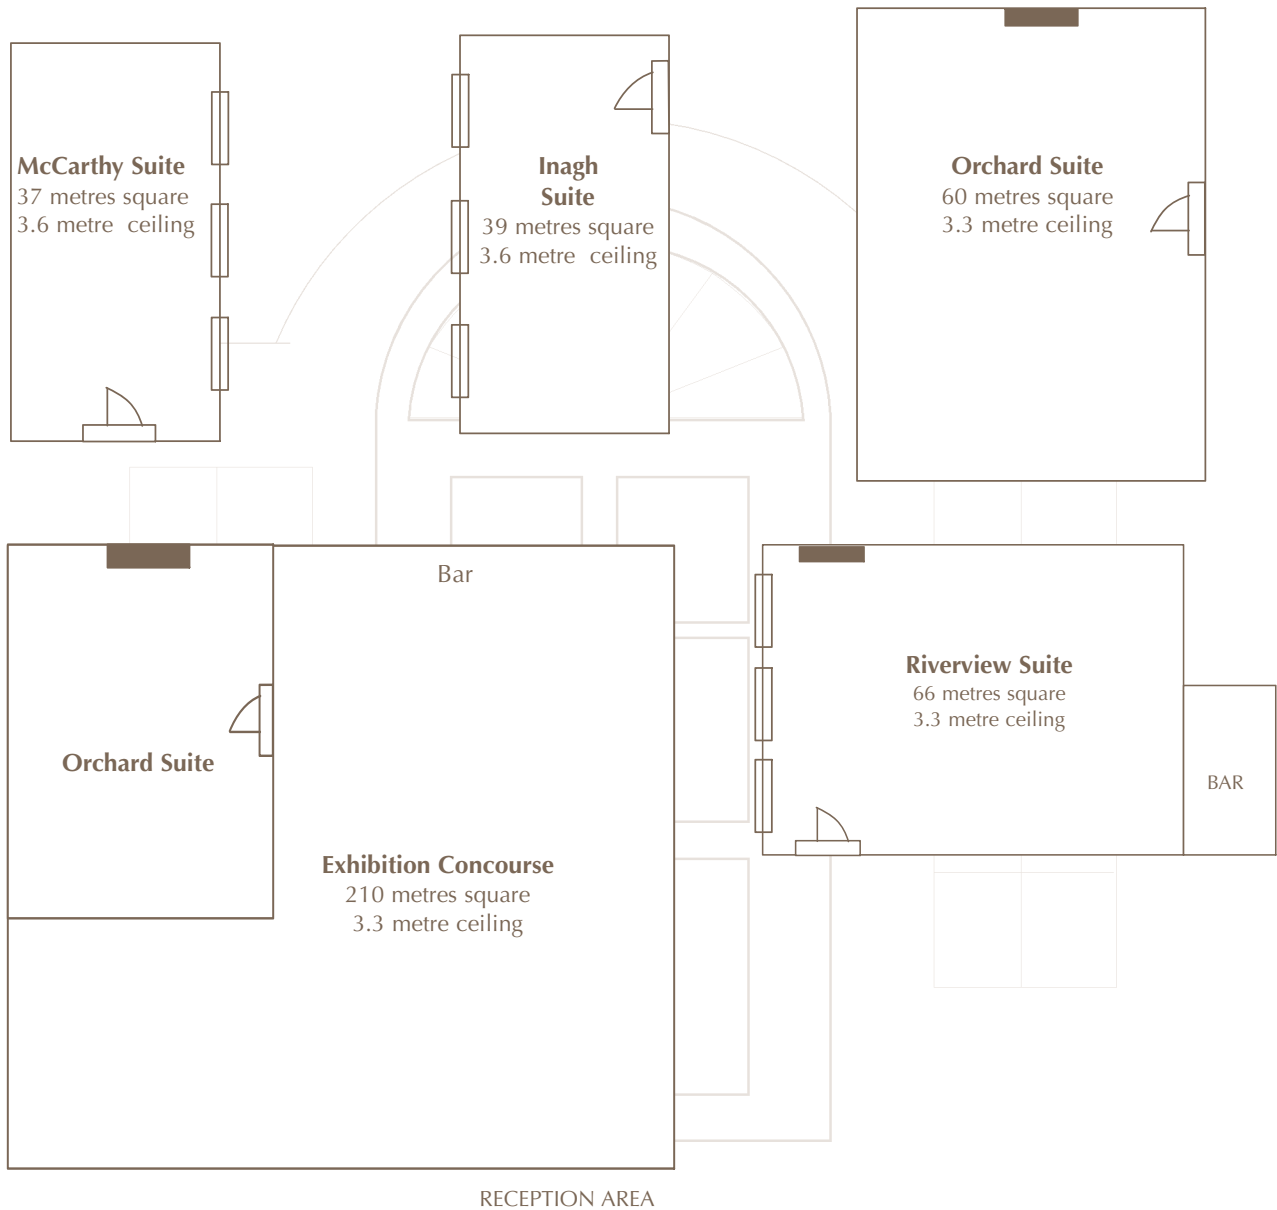 McCarthy Suite
37 metres square
3.6 metre ceiling
Inagh
Suite
39 metres square
3.6 metre ceiling
Orchard Suite
60 metres square
3.3 metre ceiling
Bar
Orchard Suite
Exhibition Concourse
210 metres square
3.3 metre ceiling
Riverview Suite
66 metres square
3.3 metre ceiling
BAR
RECEPTION AREA